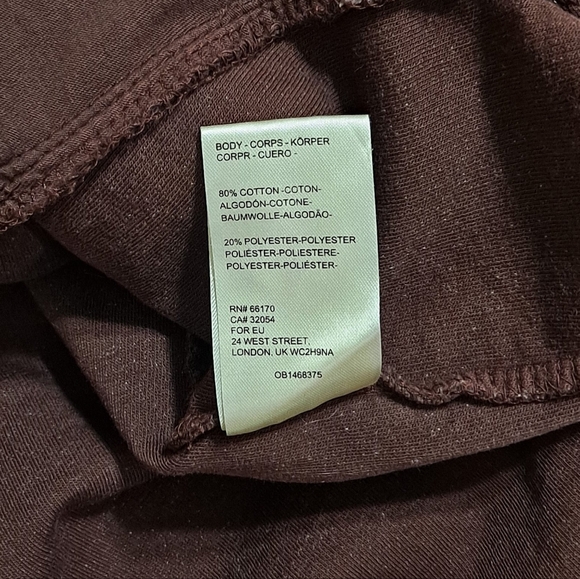 BODY - CORPS - KÖRPER
CORPR - CUERO -
80% COTTON -COTON-
ALGODÓN-COTONE-
BAUMWOLLE-ALGODÃO-
20% POLYESTER-POLYESTER
POLIÉSTER-POLIESTERE-
POLYESTER-POLIÉSTER-
RN# 66170
CA# 32054
FOR EU
24 WEST STREET,
LONDON, UK WC2H9NA
OB1468375